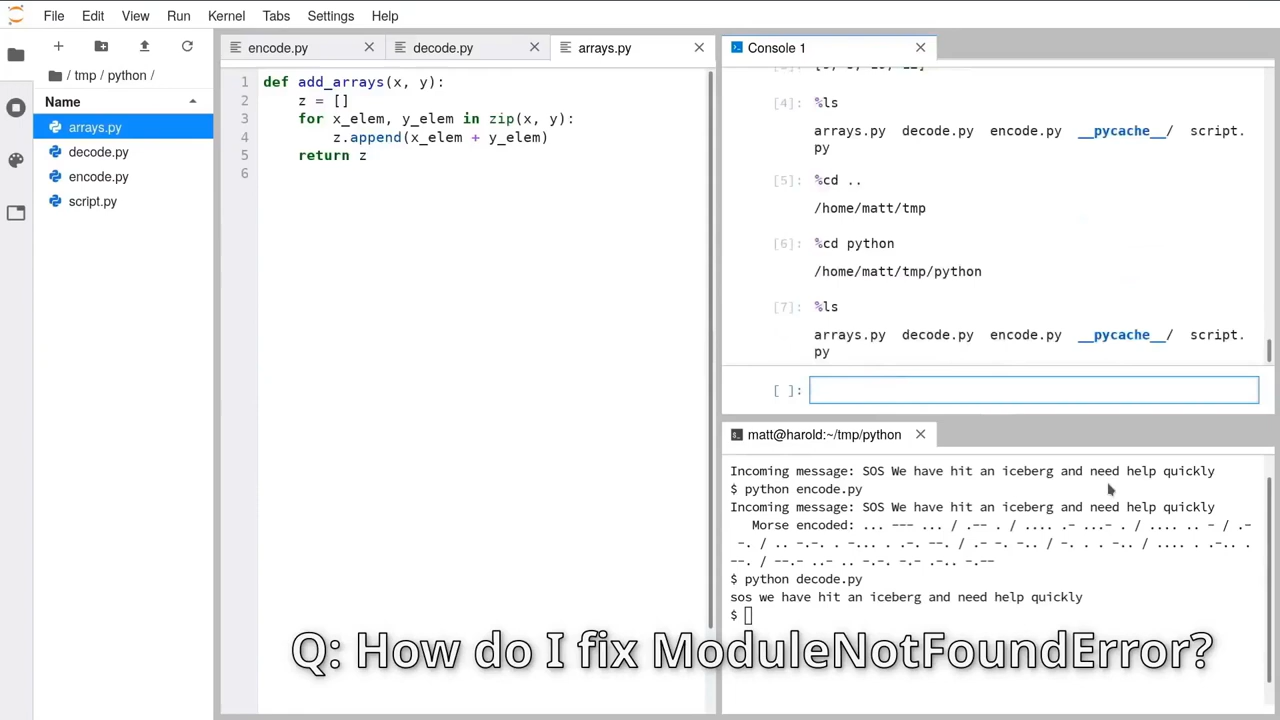 File Edit View Run Kernel Tabs Settings Help
/ tmp / python /
Name
arrays.py
decode.py
encode.py
script.py
encode.py
decode.py
arrays.py
1 def add_arrays(x, y):
2 z = []
3 for x_elem, y_elem in zip(x, y):
4 z.append(x_elem + y_elem)
5 return z
6
Console 1
[4]: %ls
arrays.py decode.py encode.py __pycache__/ script.
py
[5]: %cd ..
/home/matt/tmp
[6]: %cd python
/home/matt/tmp/python
[7]: %ls
arrays.py decode.py encode.py __pycache__/ script.
py
[ ]:
matt@harold:~/tmp/python
Incoming message: SOS We have hit an iceberg and need help quickly
$ python encode.py
Incoming message: SOS We have hit an iceberg and need help quickly
Morse encoded: ... --- ... / .-- . / .... .- ...- . / .... .. - / .-
-. / .. -.-. . -... . .-. --. / .- -. -.. / -. . . -.. / .... . .-.. .
--. / --.- ..- .. -.-. -.- .-.. -.--
$ python decode.py
sos we have hit an iceberg and need help quickly
$
Q: How do I fix ModuleNotFoundError?